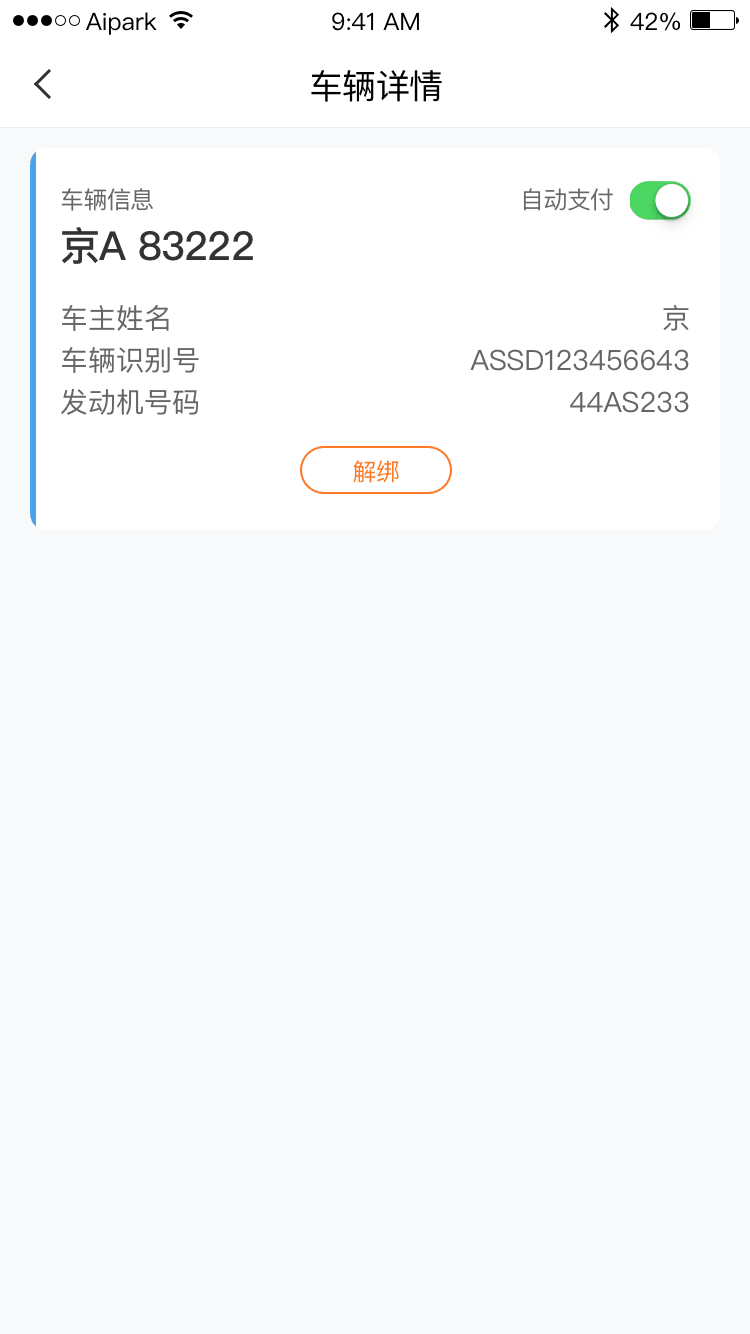 Aipark 9:41 AM 42%
车辆详情
车辆信息 自动支付
京A 83222
车主姓名 京
车辆识别号 ASSD123456643
发动机号码 44AS233
解绑